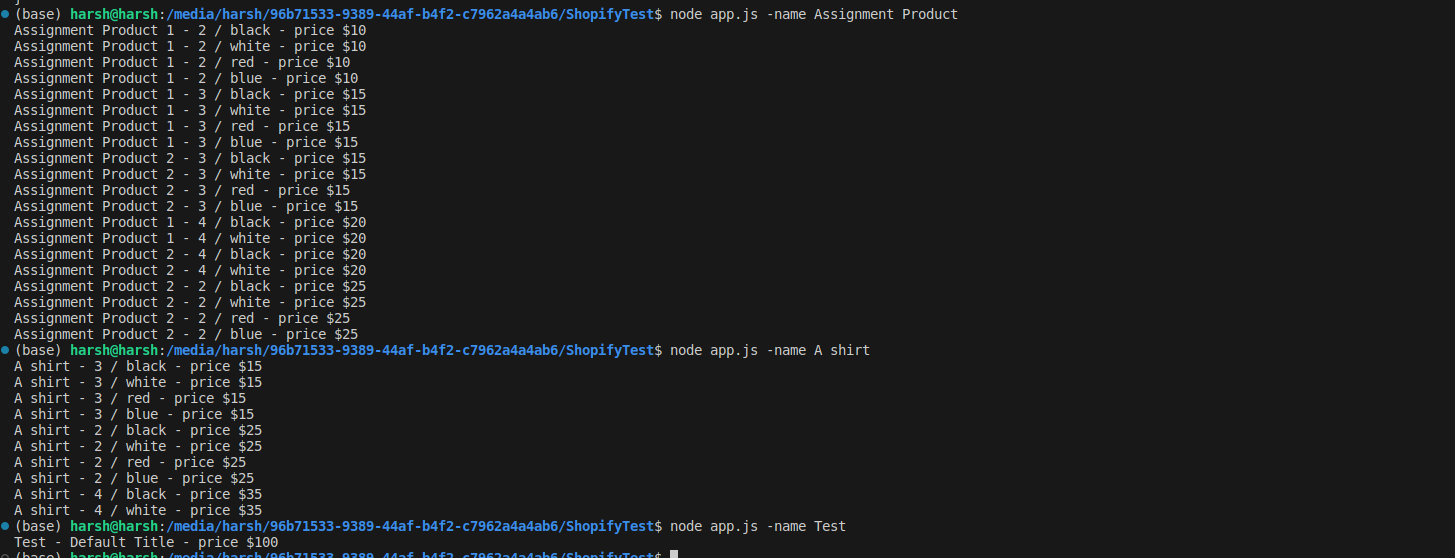 (base) harsh@harsh:/media/harsh/96b71533-9389-44af-b4f2-c7962a4a4ab6/ShopifyTest$ node app.js -name Assignment Product
Assignment Product 1 - 2 / black - price $10
Assignment Product 1 - 2 / white - price $10
Assignment Product 1 - 2 / red - price $10
Assignment Product 1 - 2 / blue - price $10
Assignment Product 1 - 3 / black - price $15
Assignment Product 1 - 3 / white - price $15
Assignment Product 1 - 3 / red - price $15
Assignment Product 1 - 3 / blue - price $15
Assignment Product 2 - 3 / black - price $15
Assignment Product 2 - 3 / white - price $15
Assignment Product 2 - 3 / red - price $15
Assignment Product 2 - 3 / blue - price $15
Assignment Product 1 - 4 / black - price $20
Assignment Product 1 - 4 / white - price $20
Assignment Product 2 - 4 / black - price $20
Assignment Product 2 - 4 / white - price $20
Assignment Product 2 - 2 / black - price $25
Assignment Product 2 - 2 / white - price $25
Assignment Product 2 - 2 / red - price $25
Assignment Product 2 - 2 / blue - price $25
(base) harsh@harsh:/media/harsh/96b71533-9389-44af-b4f2-c7962a4a4ab6/ShopifyTest$ node app.js -name A shirt
A shirt - 3 / black - price $15
A shirt - 3 / white - price $15
A shirt - 3 / red - price $15
A shirt - 3 / blue - price $15
A shirt - 2 / black - price $25
A shirt - 2 / white - price $25
A shirt - 2 / red - price $25
A shirt - 2 / blue - price $25
A shirt - 4 / black - price $35
A shirt - 4 / white - price $35
(base) harsh@harsh:/media/harsh/96b71533-9389-44af-b4f2-c7962a4a4ab6/ShopifyTest$ node app.js -name Test
Test - Default Title - price $100
(base) harsh@harsh:/media/harsh/96b71533-9389-44af-b4f2-c7962a4a4ab6/ShopifyTest$